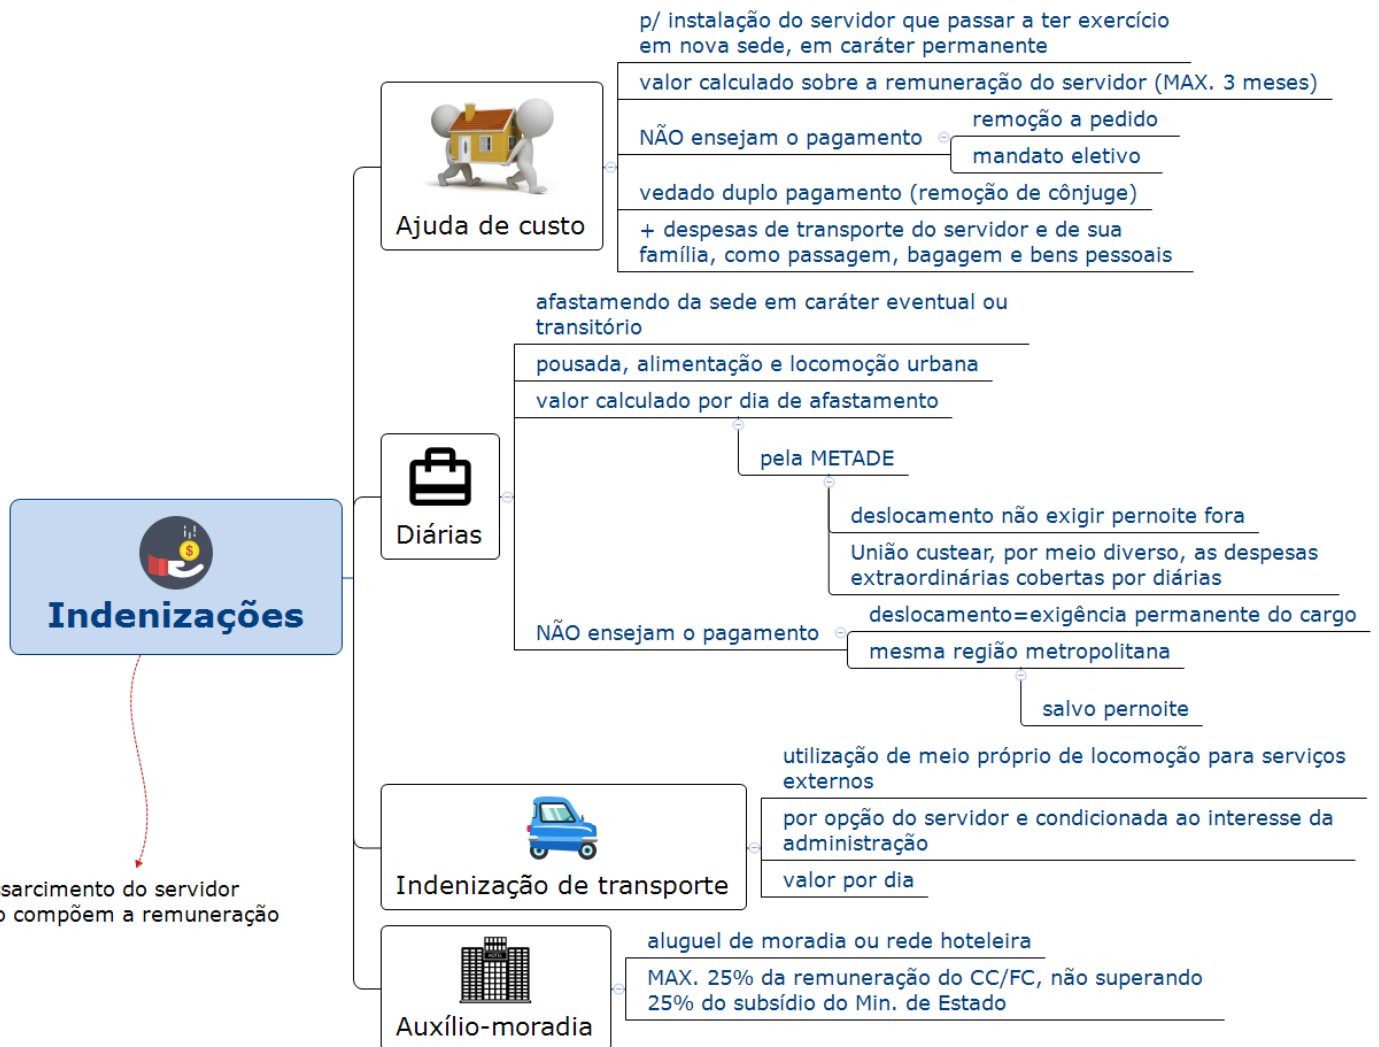 p/ instalação do servidor que passar a ter exercício
em nova sede, em caráter permanente
valor calculado sobre a remuneração do servidor (MAX. 3 meses)
NÃO ensejam o pagamento
remoção a pedido
mandato eletivo
vedado duplo pagamento (remoção de cônjuge)
+ despesas de transporte do servidor e de sua
família, como passagem, bagagem e bens pessoais
Ajuda de custo
afastamendo da sede em caráter eventual ou
transitório
pousada, alimentação e locomoção urbana
valor calculado por dia de afastamento
pela METADE
deslocamento não exigir pernoite fora
União custear, por meio diverso, as despesas
extraordinárias cobertas por diárias
Diárias
NÃO ensejam o pagamento
deslocamento=exigência permanente do cargo
mesma região metropolitana
salvo pernoite
Indenizações
utilização de meio próprio de locomoção para serviços
externos
por opção do servidor e condicionada ao interesse da
administração
valor por dia
Indenização de transporte
do servidor
compõem a remuneração
aluguel de moradia ou rede hoteleira
MAX. 25% da remuneração do CC/FC, não superando
25% do subsídio do Min. de Estado
HOTEL
Auxílio-moradia